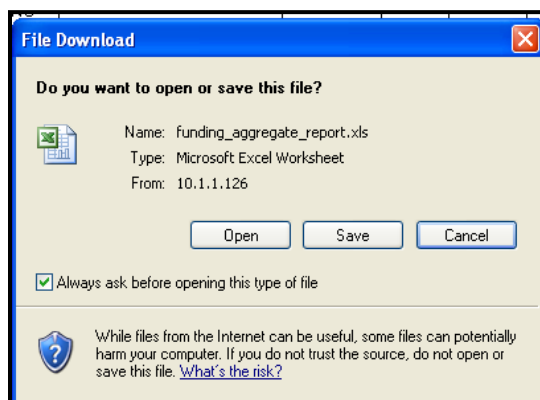 File Download
Do you want to open or save this file?
Name: funding_aggregate_report.xls
Type: Microsoft Excel Worksheet
From: 10.1.1.126
Open Save Cancel
Always ask before opening this type of file
While files from the Internet can be useful, some files can potentially
harm your computer. If you do not trust the source, do not open or
save this file. What's the risk?